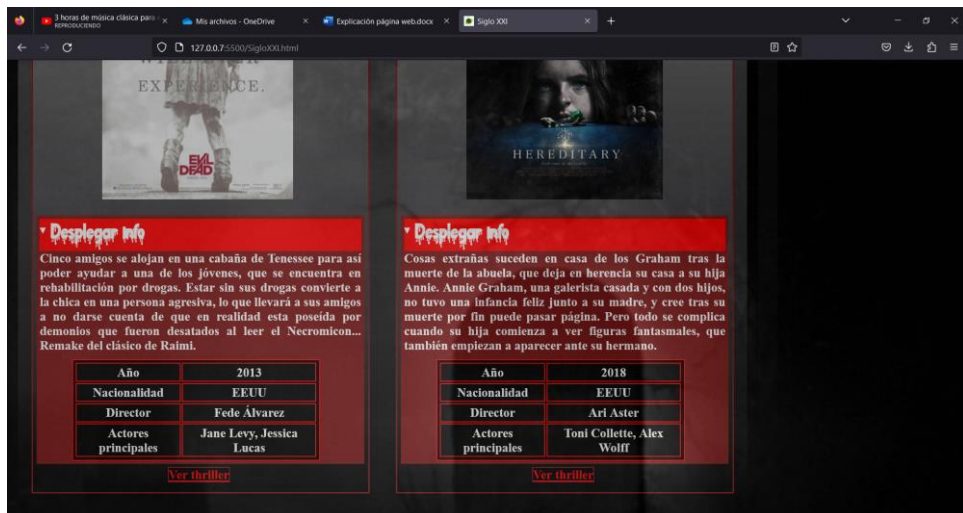 3 horas de música clásica para
REPRODUCIENDO
Mis archivos - OneDrive
Explicación página web.docx
Siglo XXI
127.0.0.7:5500/SigloXXI.html
EXPERIENCE.
EVIL
DEAD
HEREDITARY
Desplegar info
Cinco amigos se alojan en una cabaña de Tenessee para así
poder ayudar a una de los jóvenes, que se encuentra en
rehabilitación por drogas. Estar sin sus drogas convierte a
la chica en una persona agresiva, lo que llevará a sus amigos
a no darse cuenta de que en realidad esta poseída por
demonios que fueron desatados al leer el Necromicon...
Remake del clásico de Raimi.
Año 2013
Nacionalidad EEUU
Director Fede Álvarez
Actores
principales
Jane Levy, Jessica
Lucas
Ver thriller
Desplegar info
Cosas extrañas suceden en casa de los Graham tras la
muerte de la abuela, que deja en herencia su casa a su hija
Annie. Annie Graham, una galerista casada y con dos hijos,
no tuvo una infancia feliz junto a su madre, y cree tras su
muerte por fin puede pasar página. Pero todo se complica
cuando su hija comienza a ver figuras fantasmales, que
también empiezan a aparecer ante su hermano.
Año 2018
Nacionalidad EEUU
Director Ari Aster
Actores
principales
Toni Collette, Alex
Wolff
Ver thriller